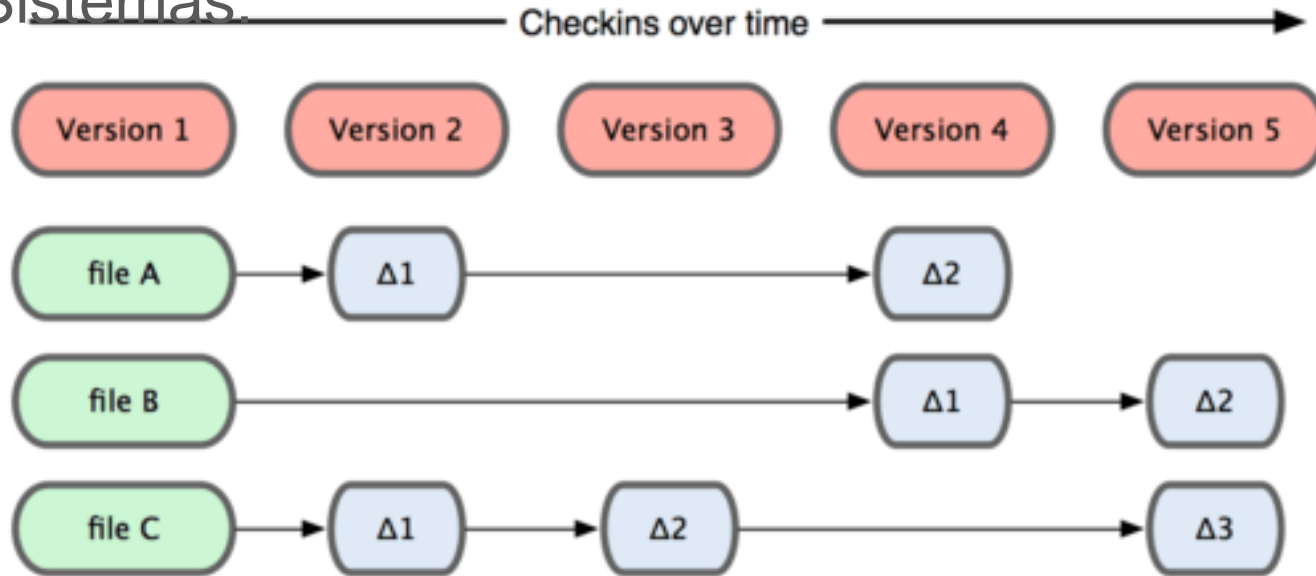 Sistemas.
Checkins over time
Version 1 Version 2 Version 3 Version 4 Version 5
file A Δ1 Δ2
file B Δ1 Δ2
file C Δ1 Δ2 Δ3